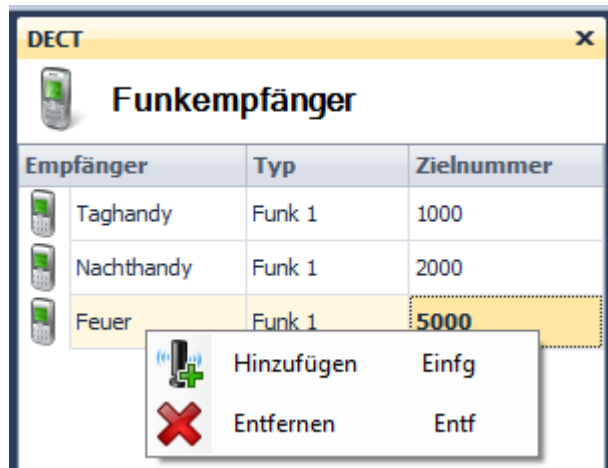 DECT x
Funkempfänger
Empfänger Typ Zielnummer
Taghandy Funk 1 1000
Nachthandy Funk 1 2000
Feuer Funk 1 5000
Hinzufügen Einfg
Entfernen Entf